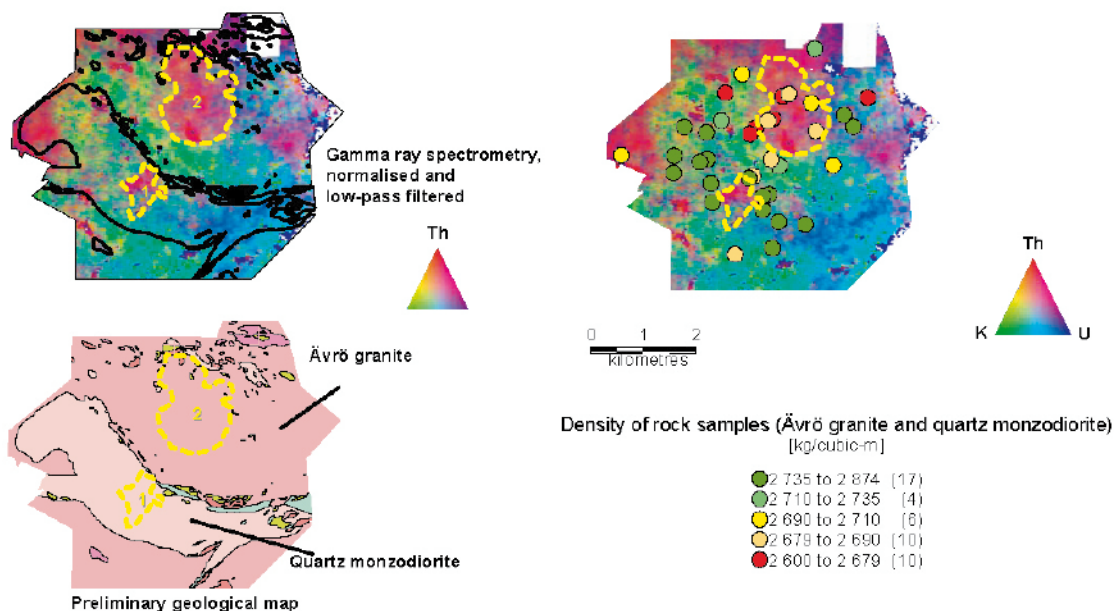 2
1
Gamma ray spectrometry,
normalised and
low-pass filtered
Th
Th
K
U
0 1 2
kilometres
Ävrö granite
2
1
Quartz monzodiorite
Preliminary geological map
Density of rock samples (Ävrö granite and quartz monzodiorite)
[kg/cubic-m]
2 735 to 2 874 (17)
2 710 to 2 735 (4)
2 690 to 2 710 (6)
2 679 to 2 690 (10)
2 600 to 2 679 (10)